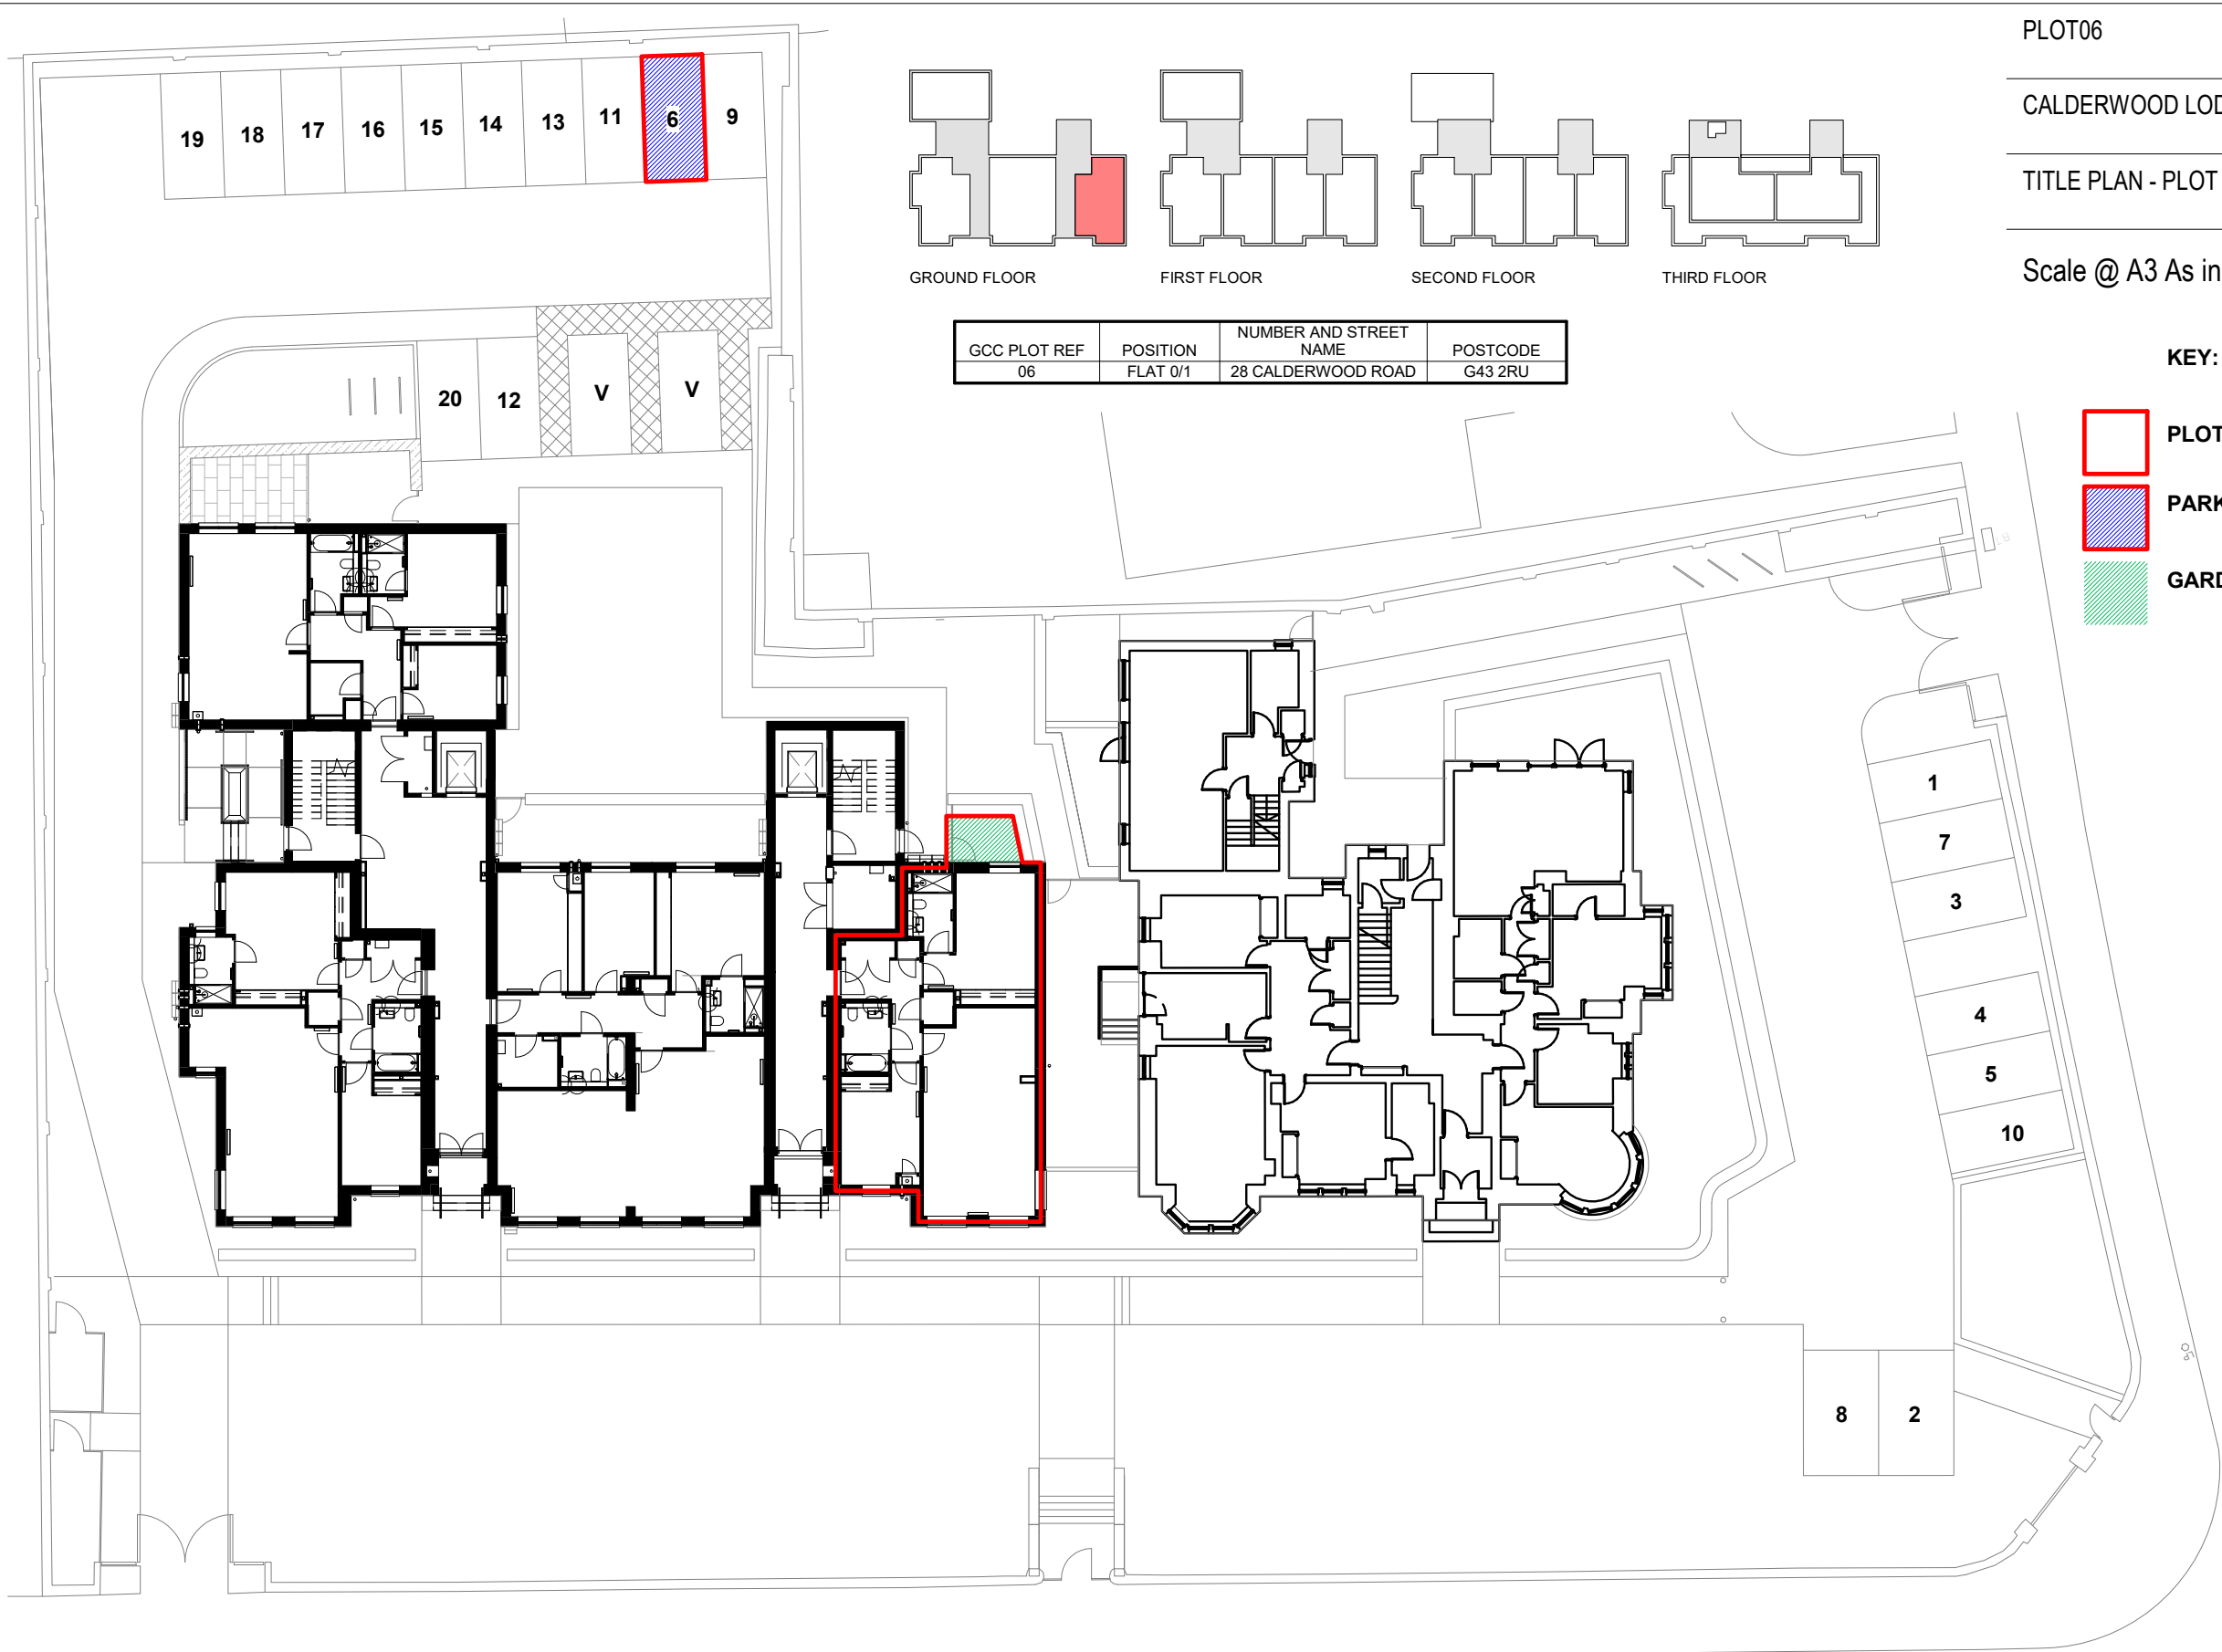 PLOT06
CALDERWOOD LOD
TITLE PLAN - PLOT
Scale @ A3 As in
KEY:
PLOT
PARK
GARD
GROUND FLOOR
FIRST FLOOR
SECOND FLOOR
THIRD FLOOR
GCC PLOT REF
POSITION
NUMBER AND STREET
NAME
POSTCODE
06
FLAT 0/1
28 CALDERWOOD ROAD
G43 2RU
19
18
17
16
15
14
13
11
6
9
20
12
V
V
1
7
3
4
5
10
8
2